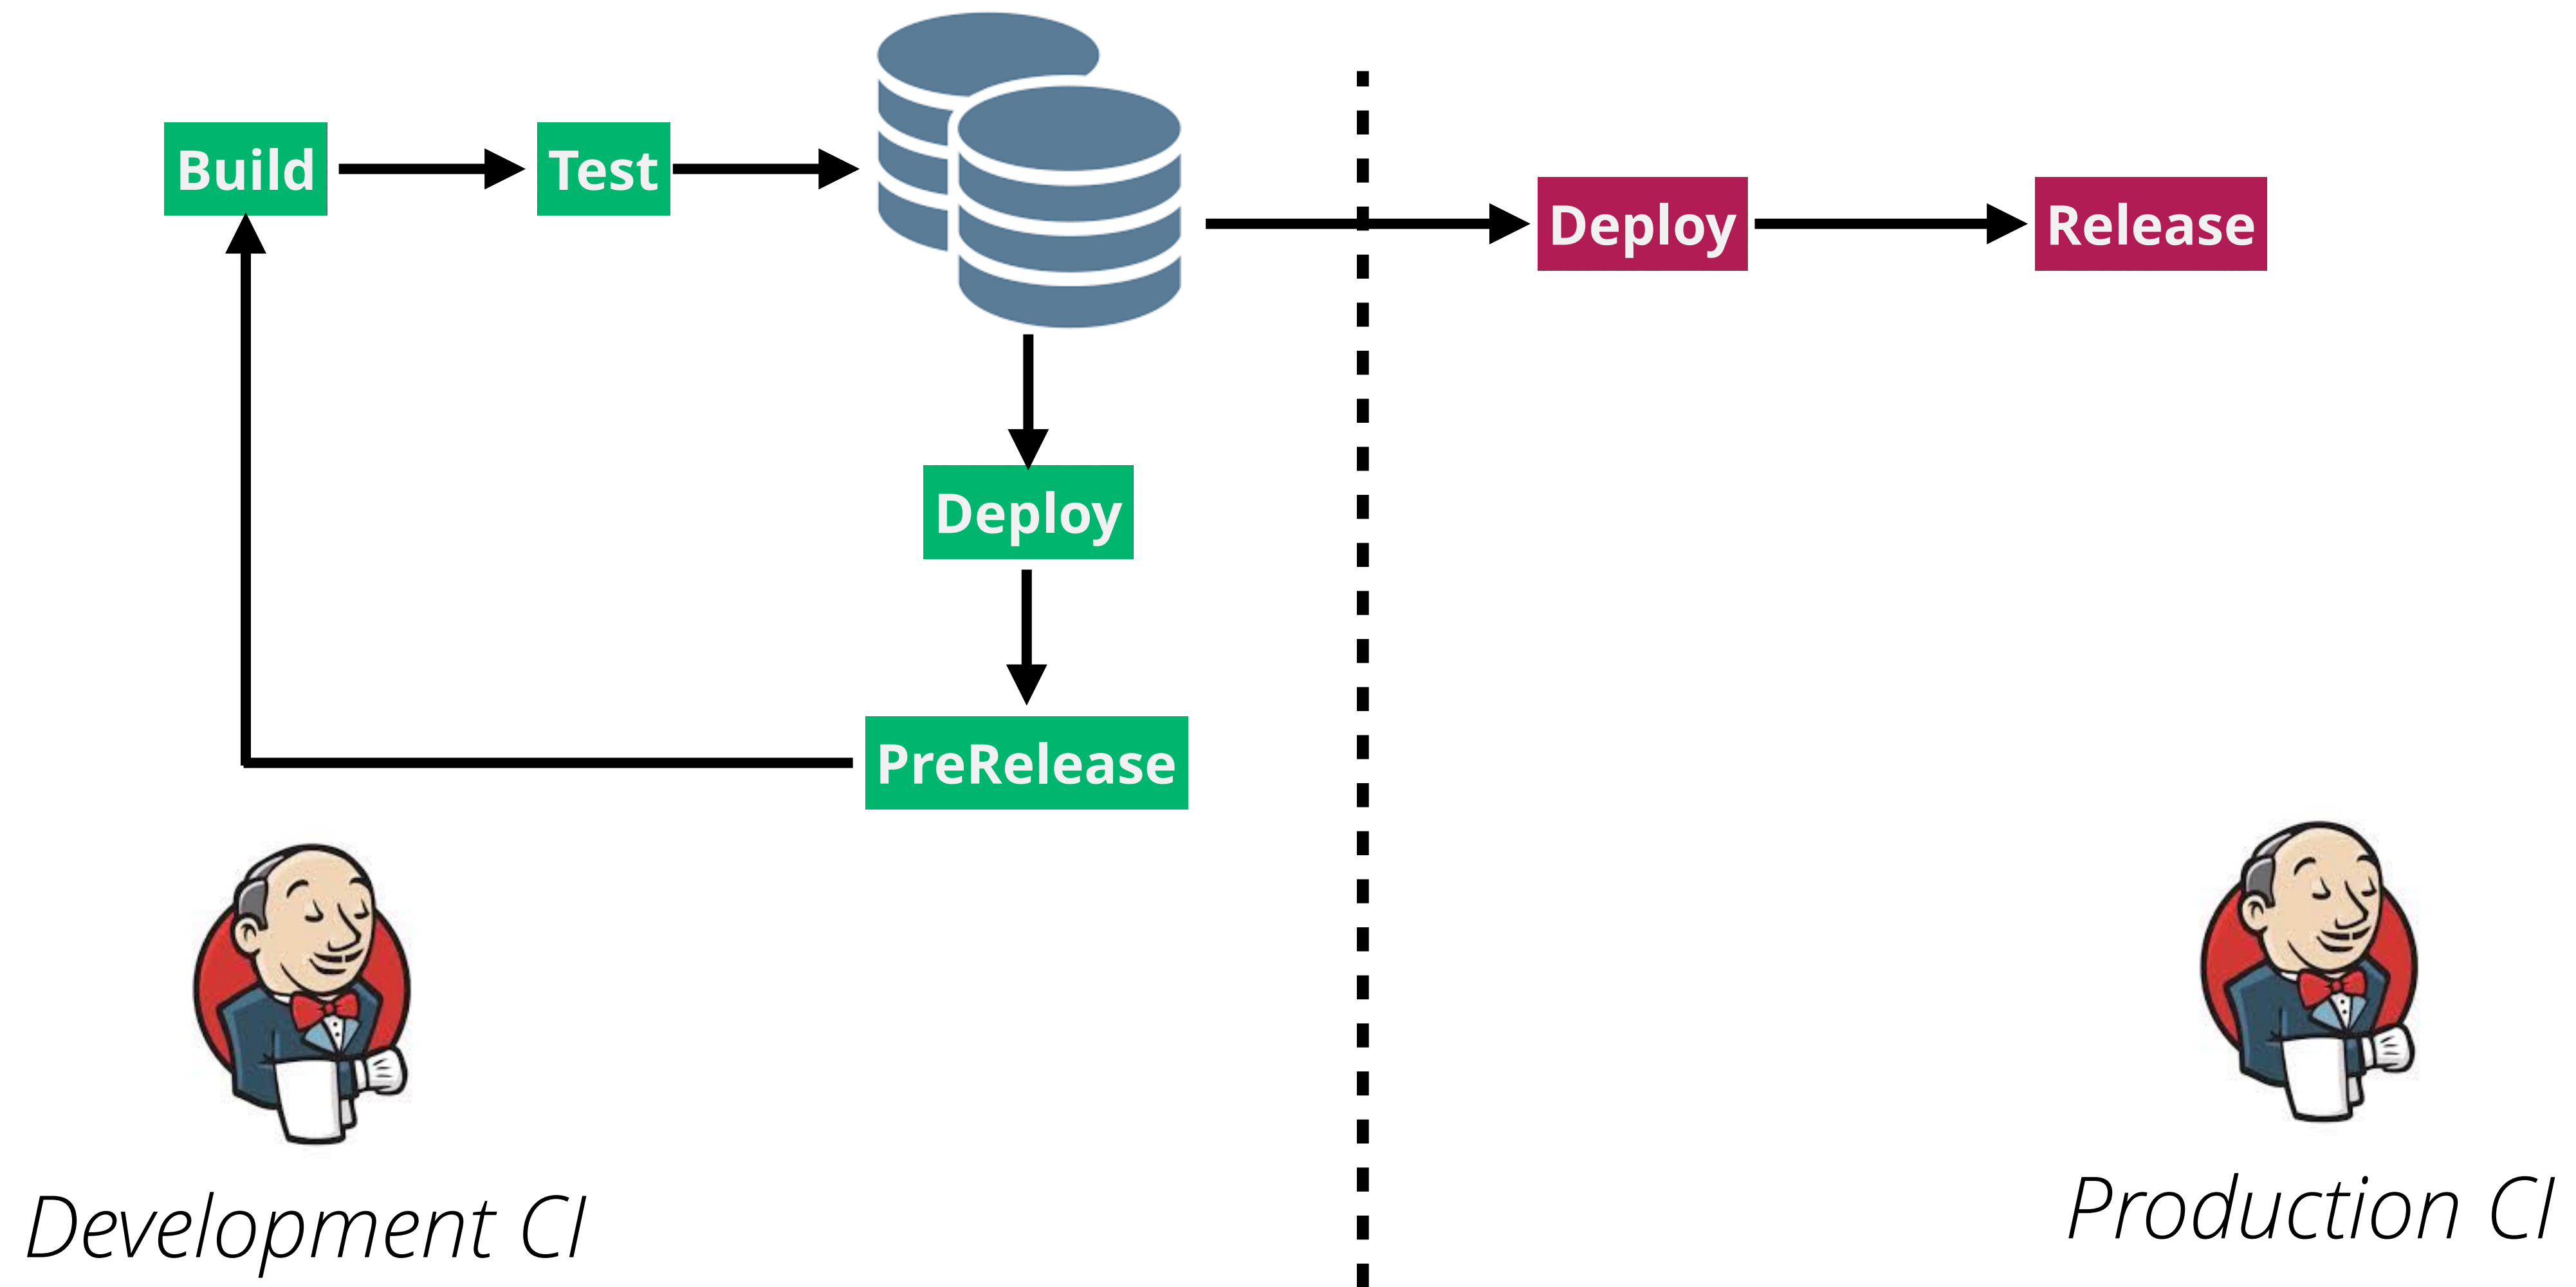 Build
Test
Deploy
Release
Deploy
PreRelease
Development CI
Production CI